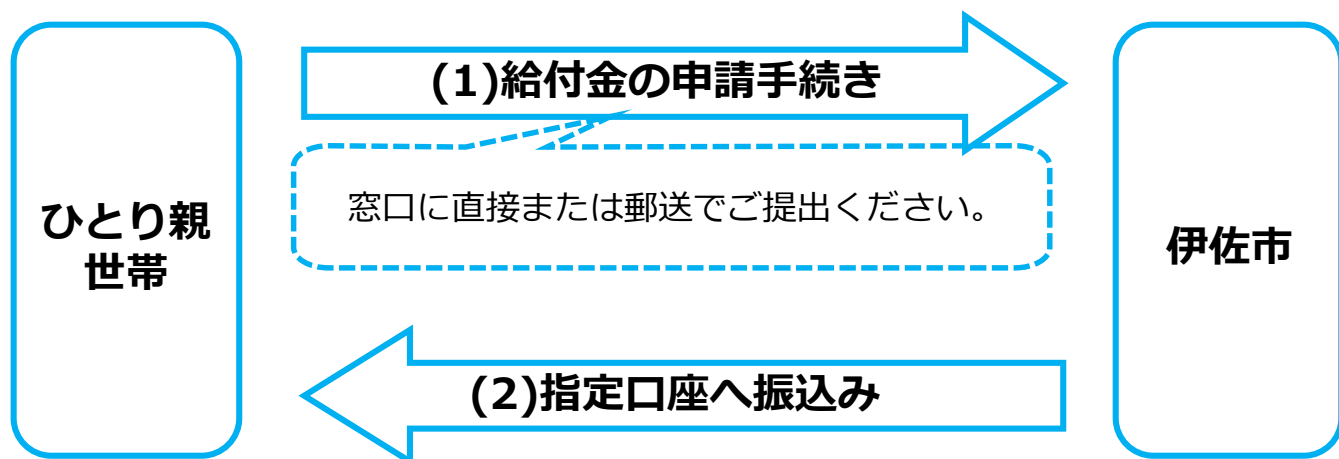 (1)給付金の申請手続き
窓口に直接または郵送でご提出ください。
ひとり親
世帯
伊佐市
(2)指定口座へ振込み